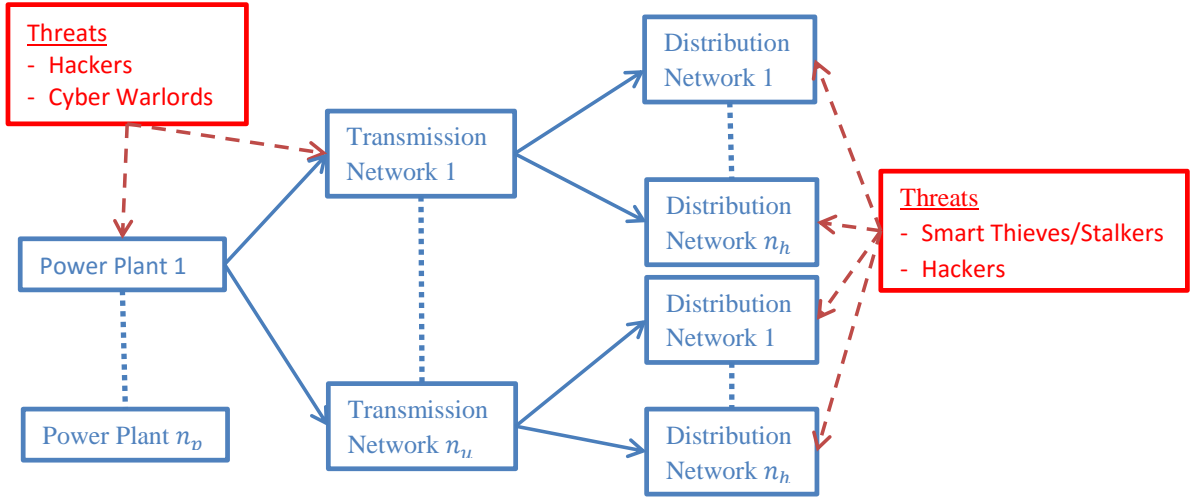 Threats
- Hackers
- Cyber Warlords
Power Plant 1
Power Plant n_p
Transmission
Network 1
Transmission
Network n_u
Distribution
Network 1
Distribution
Network n_h
Distribution
Network 1
Distribution
Network n_h
Threats
- Smart Thieves/Stalkers
- Hackers